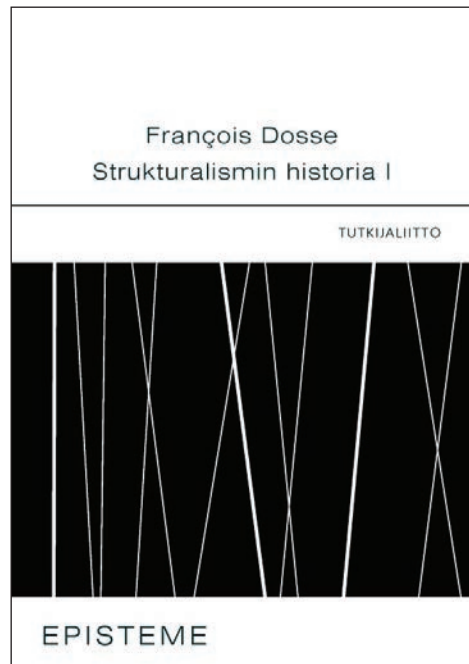 François Dosse
Strukturalismin historia I
TUTKIJALIITTO
EPISTEME